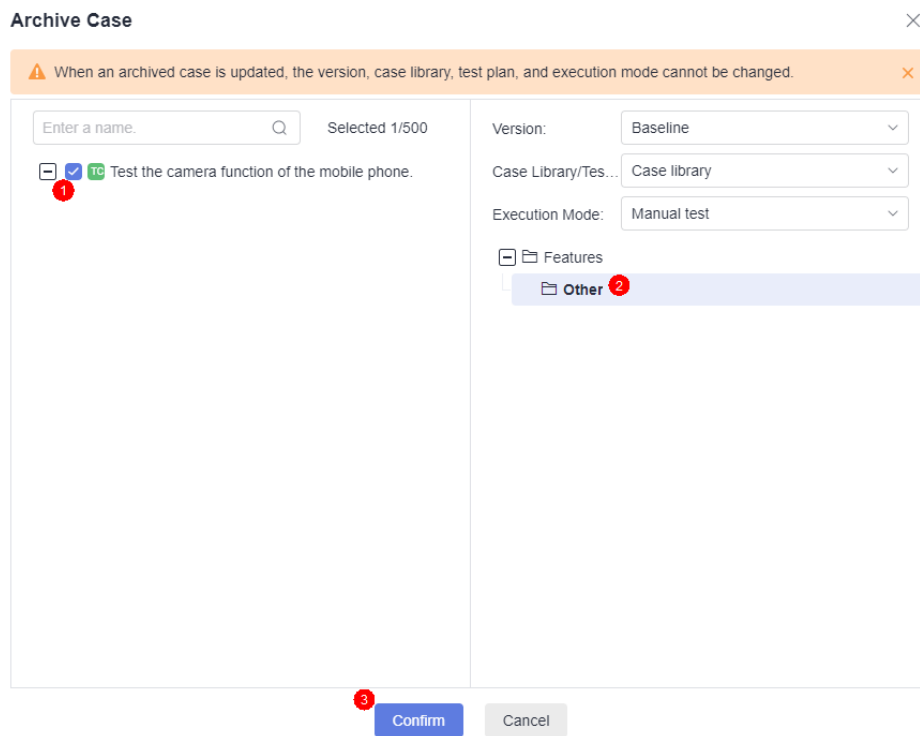 Archive Case
When an archived case is updated, the version, case library, test plan, and execution mode cannot be changed.
Enter a name.
Selected 1/500
TC Test the camera function of the mobile phone.
1
Version:
Baseline
Case Library/Tes...
Case library
Execution Mode:
Manual test
Features
Other 2
3
Confirm
Cancel